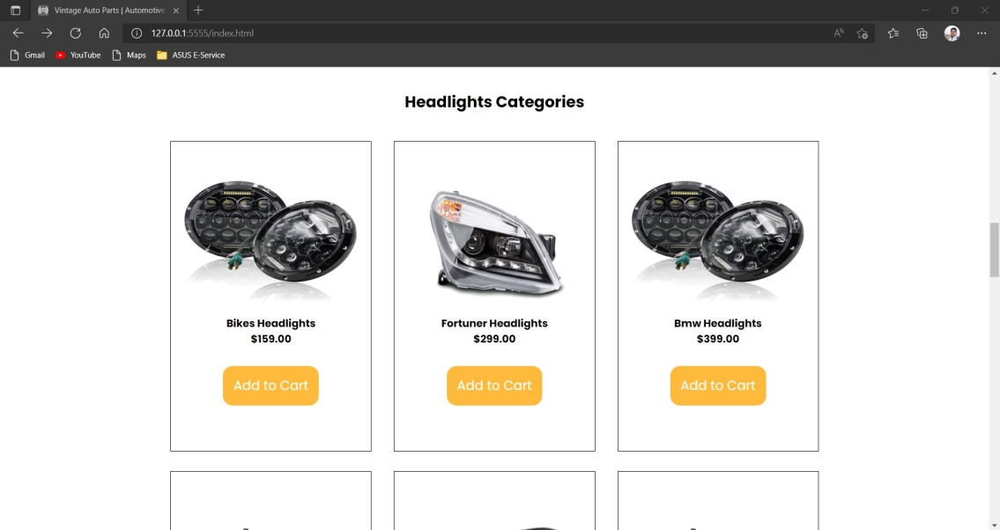 Vintage Auto Parts | Automotive
127.0.0.1:5555/index.html
Gmail YouTube Maps ASUS E-Service
Headlights Categories
Bikes Headlights
$159.00
Add to Cart
Fortuner Headlights
$299.00
Add to Cart
Bmw Headlights
$399.00
Add to Cart